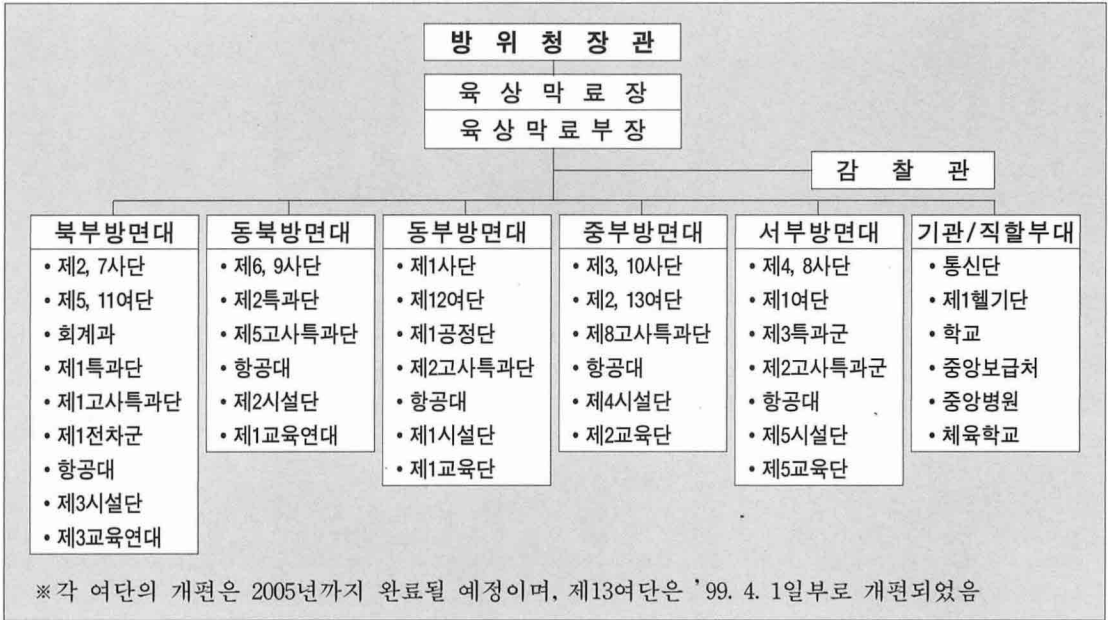 방 위 청 장 관
육 상 막 료 장
육 상 막 료 부 장
감 찰 관
북부방면대
• 제2, 7사단
• 제5, 11여단
• 회계과
• 제1특과단
• 제1고사특과단
• 제1전차군
• 항공대
• 제3시설단
• 제3교육연대
동북방면대
• 제6, 9사단
• 제2특과단
• 제5고사특과단
• 항공대
• 제2시설단
• 제1교육연대
동부방면대
• 제1사단
• 제12여단
• 제1공정단
• 제2고사특과단
• 항공대
• 제1시설단
• 제1교육단
중부방면대
• 제3, 10사단
• 제2, 13여단
• 제8고사특과단
• 항공대
• 제4시설단
• 제2교육단
서부방면대
• 제4, 8사단
• 제1여단
• 제3특과군
• 제2고사특과군
• 항공대
• 제5시설단
• 제5교육단
기관/직할부대
• 통신단
• 제1헬기단
• 학교
• 중앙보급처
• 중앙병원
• 체육학교
※각 여단의 개편은 2005년까지 완료될 예정이며, 제13여단은 '99. 4. 1일부로 개편되었음